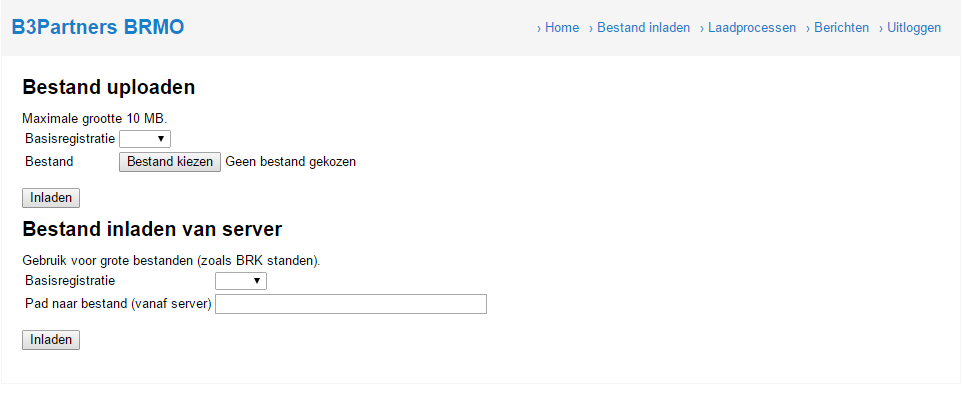 B3Partners BRMO
› Home › Bestand inladen › Laadprocessen › Berichten › Uitloggen
Bestand uploaden
Maximale grootte 10 MB.
Basisregistratie
Bestand Bestand kiezen Geen bestand gekozen
Inladen
Bestand inladen van server
Gebruik voor grote bestanden (zoals BRK standen).
Basisregistratie
Pad naar bestand (vanaf server)
Inladen